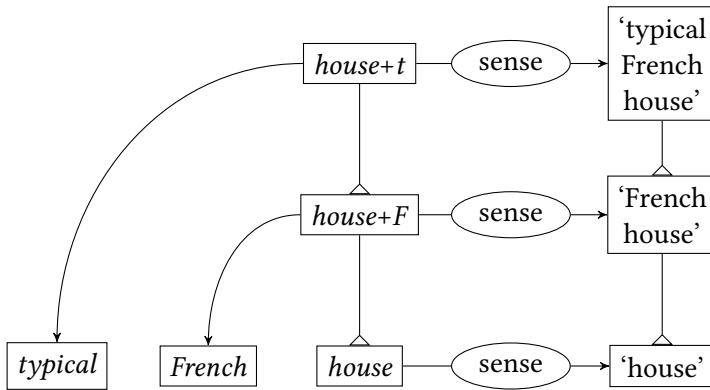 house+t
sense
‘typical
French
house’
house+F
sense
‘French
house’
typical
French
house
sense
‘house’